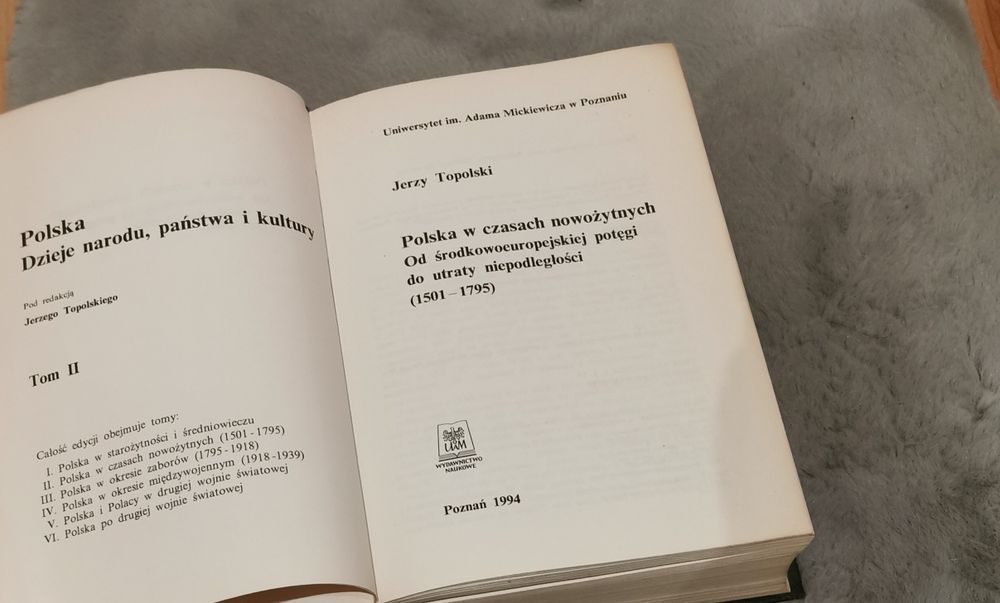 Polska
Dzieje narodu, państwa i kultury
Pod redakcją
Jerzego Topolskiego
Tom II
Całość edycji obejmuje tomy:
I. Polska w starożytności i średniowieczu
II. Polska w czasach nowożytnych (1501-1795)
III. Polska w okresie zaborów (1795-1918)
IV. Polska w okresie międzywojennym (1918-1939)
V. Polska i Polacy w drugiej wojnie światowej
VI. Polska po drugiej wojnie światowej
Uniwersytet im. Adama Mickiewicza w Poznaniu
Jerzy Topolski
Polska w czasach nowożytnych
Od środkowoeuropejskiej potęgi
do utraty niepodległości
(1501–1795)
UAM
WYDAWNICTWO
NAUKOWE
Poznań 1994